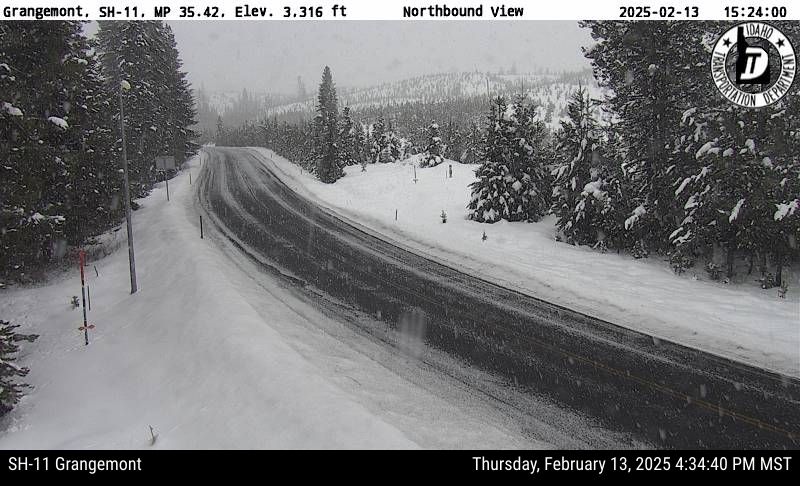 Grangemont, SH-11, MP 35.42, Elev. 3,316 ft Northbound View 2025-02-13 15:24:00
IDAHO
TRANSPORTATION DEPARTMENT
SH-11 Grangemont Thursday, February 13, 2025 4:34:40 PM MST